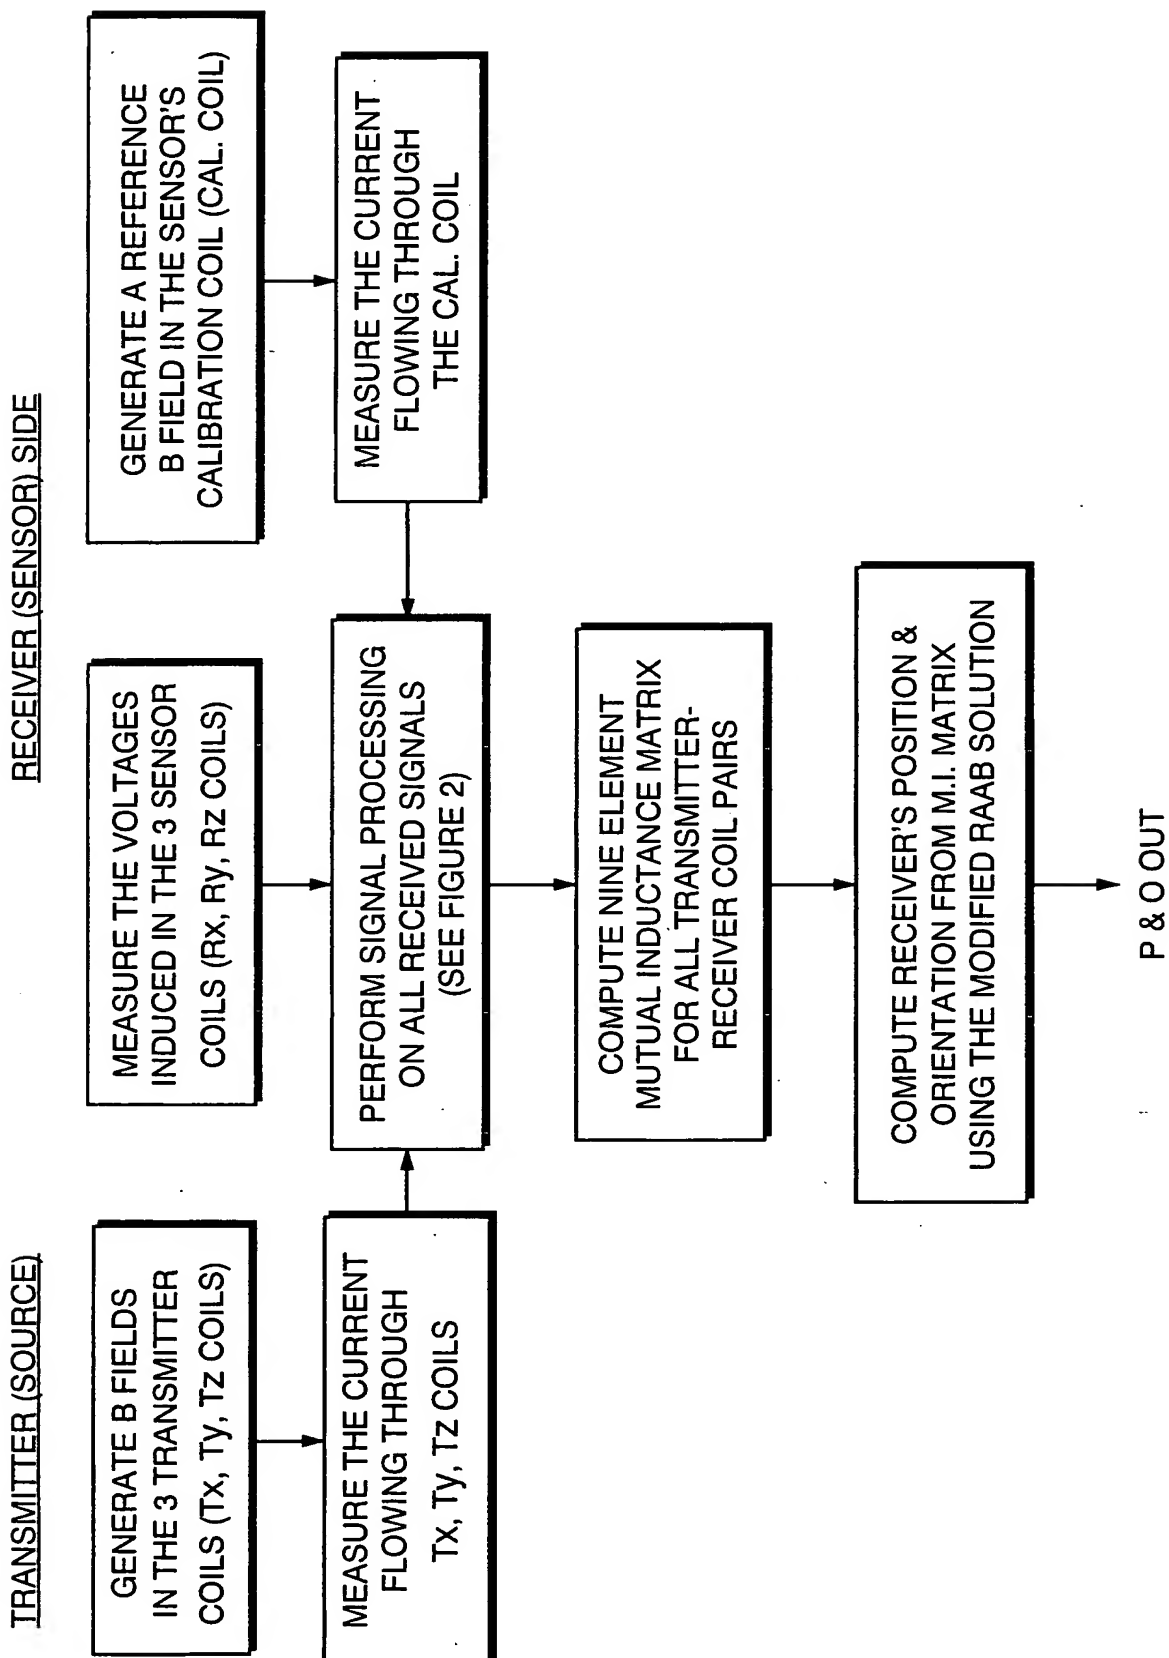 TRANSMITTER (SOURCE)
RECEIVER (SENSOR) SIDE
GENERATE B FIELDS
IN THE 3 TRANSMITTER
COILS (Tx, Ty, Tz COILS)
MEASURE THE VOLTAGES
INDUCED IN THE 3 SENSOR
COILS (Rx, Ry, Rz COILS)
GENERATE A REFERENCE
B FIELD IN THE SENSOR'S
CALIBRATION COIL (CAL. COIL)
MEASURE THE CURRENT
FLOWING THROUGH
Tx, Ty, Tz COILS
PERFORM SIGNAL PROCESSING
ON ALL RECEIVED SIGNALS
(SEE FIGURE 2)
MEASURE THE CURRENT
FLOWING THROUGH
THE CAL. COIL
COMPUTE NINE ELEMENT
MUTUAL INDUCTANCE MATRIX
FOR ALL TRANSMITTER-
RECEIVER COIL PAIRS
COMPUTE RECEIVER'S POSITION &
ORIENTATION FROM M.I. MATRIX
USING THE MODIFIED RAAB SOLUTION
P & O OUT